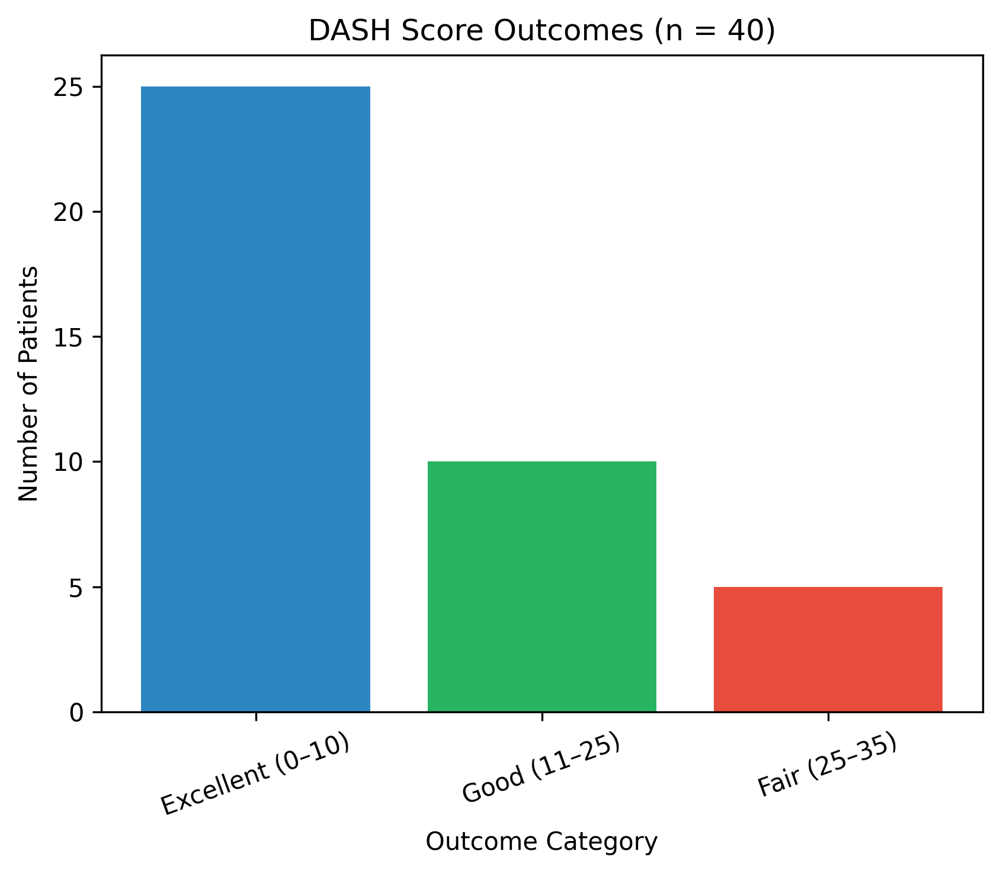 DASH Score Outcomes (n = 40)
25
20
15
10
5
0
Number of Patients
Excellent (0–10)
Good (11–25)
Fair (25–35)
Outcome Category